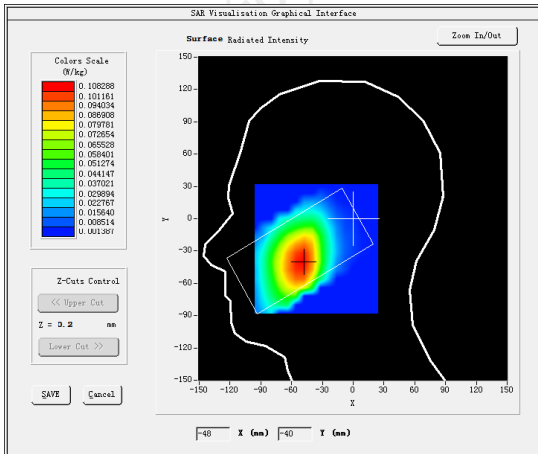 SAR Visualisation Graphical Interface
Surface Radiated Intensity
Zoom In/Out
Colors Scale
(W/kg)
0.108288
0.101161
0.094034
0.086908
0.079781
0.072654
0.065528
0.058401
0.051274
0.044147
0.037021
0.029894
0.022767
0.015640
0.008514
0.001387
Z-Cuts Control
<< Upper Cut
Z = 0.2 mm
Lower Cut >>
SAVE
Cancel
150
120
90
60
30
0
-30
-60
-90
-120
-150
Y
-150 -120 -90 -60 -30 0 30 60 90 120 150
X
-48 X (mm) -40 Y (mm)